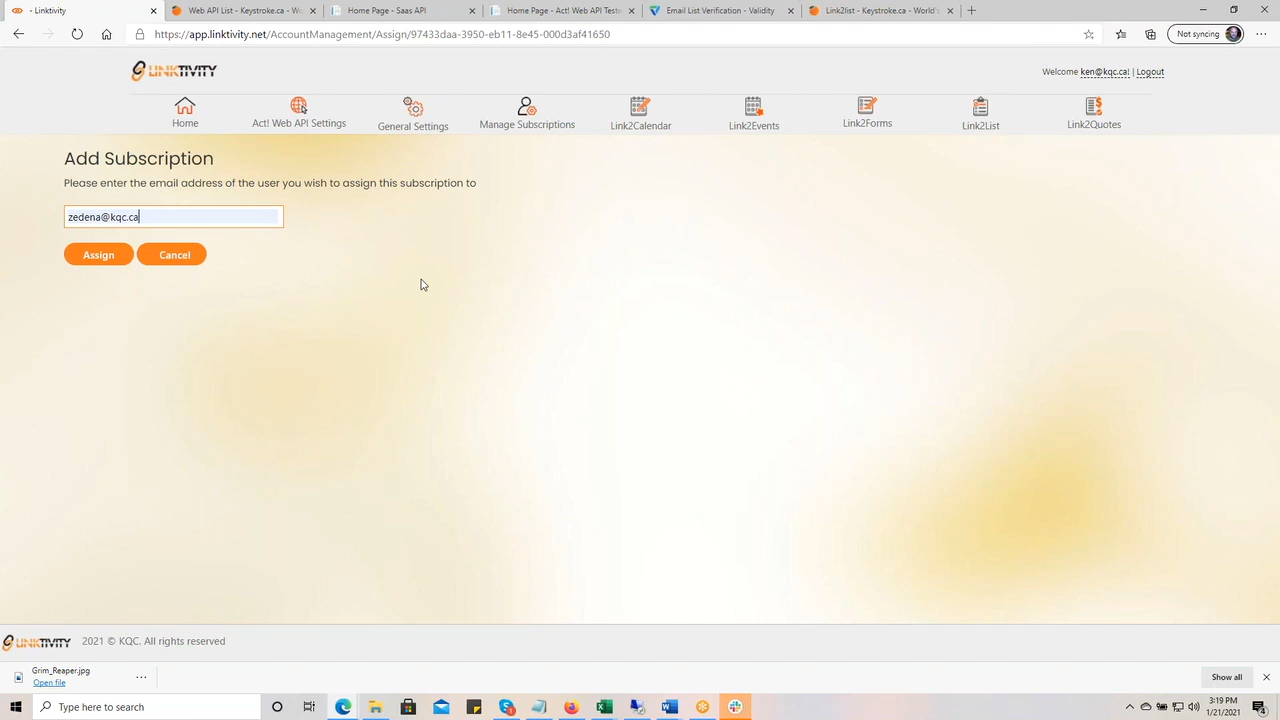 Linktivity
Web API List - Keystroke.ca - Wo
Home Page - Saas API
Home Page - Act! Web API Teste
Email List Verification - Validity
Link2list - Keystroke.ca - World's
https://app.linktivity.net/AccountManagement/Assign/97433daa-3950-eb11-8e45-000d3af41650
Not syncing
LINKTIVITY
Welcome ken@kqc.ca! | Logout
Home
Act! Web API Settings
General Settings
Manage Subscriptions
Link2Calendar
Link2Events
Link2Forms
Link2List
Link2Quotes
Add Subscription
Please enter the email address of the user you wish to assign this subscription to
zedena@kqc.ca
Assign
Cancel
LINKTIVITY
2021 © KQC. All rights reserved
Grim_Reaper.jpg
Open file
Show all
Type here to search
3:19 PM
1/21/2021